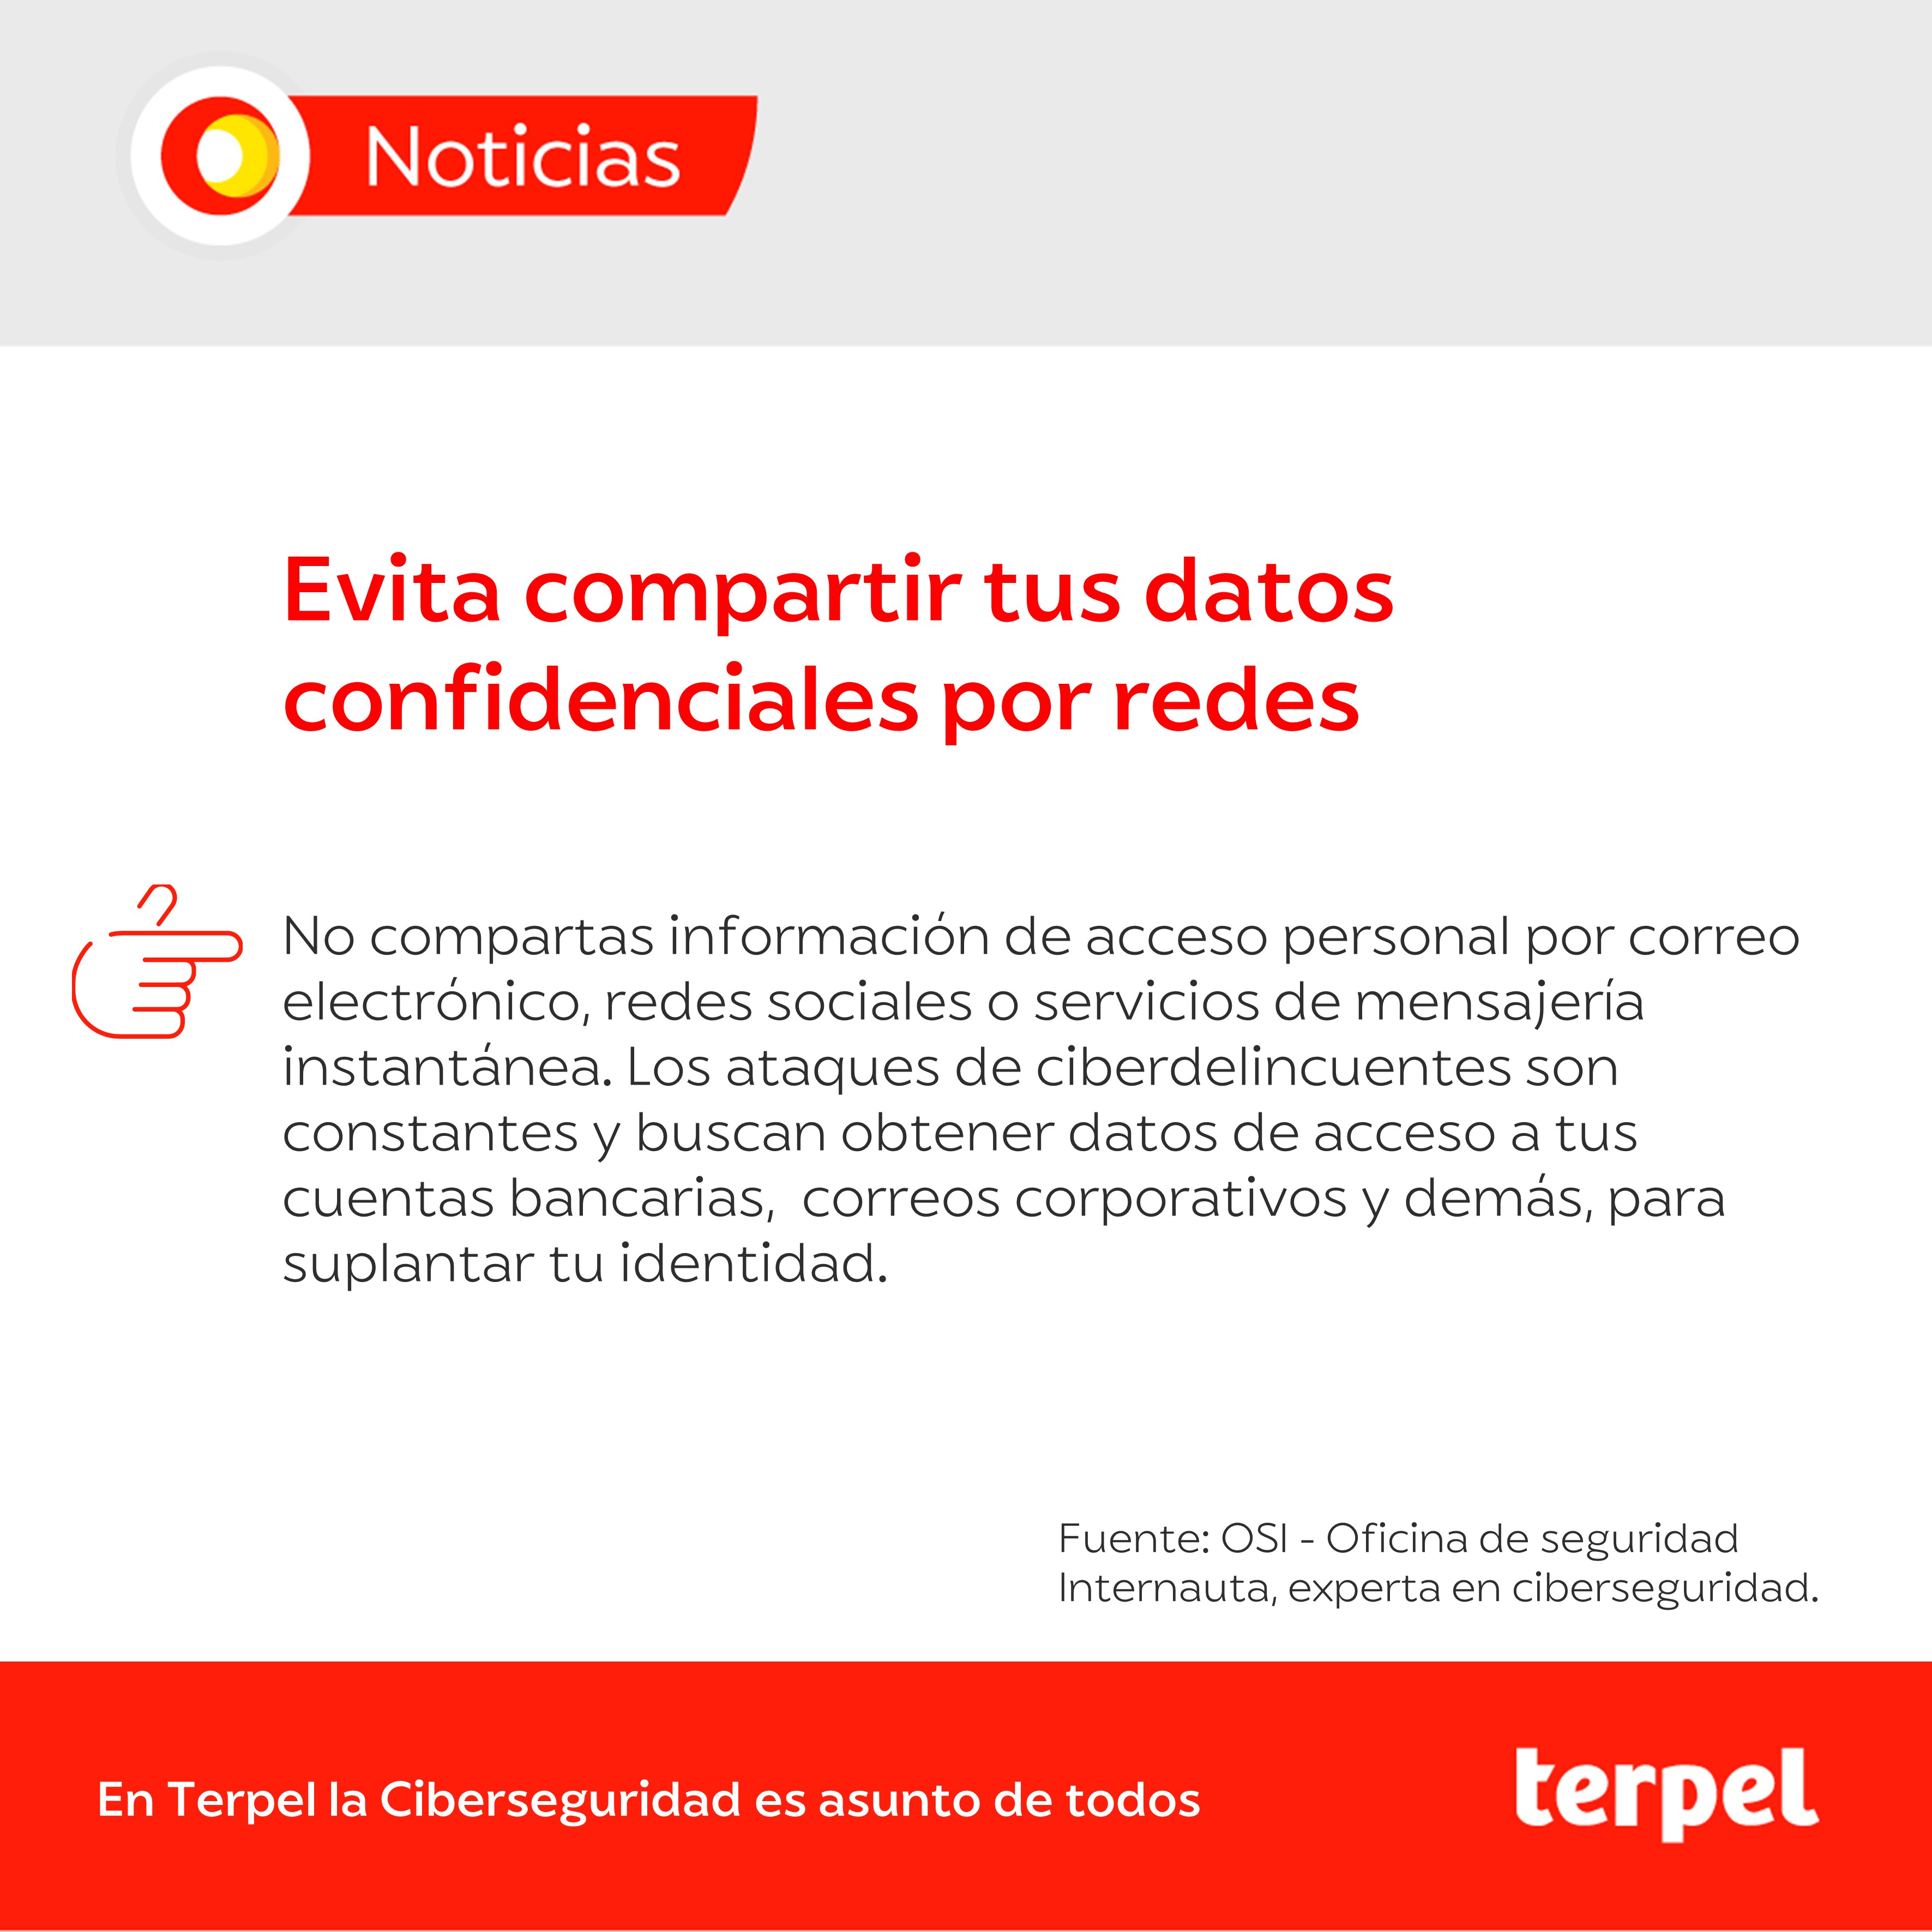 Noticias
Evita compartir tus datos
confidenciales por redes
No compartas información de acceso personal por correo
electrónico, redes sociales o servicios de mensajería
instantánea. Los ataques de ciberdelincuentes son
constantes y buscan obtener datos de acceso a tus
cuentas bancarias,  correos corporativos y demás, para
suplantar tu identidad.
Fuente: OSI - Oficina de seguridad
Internauta, experta en ciberseguridad.
En Terpel la Ciberseguridad es asunto de todos
terpel